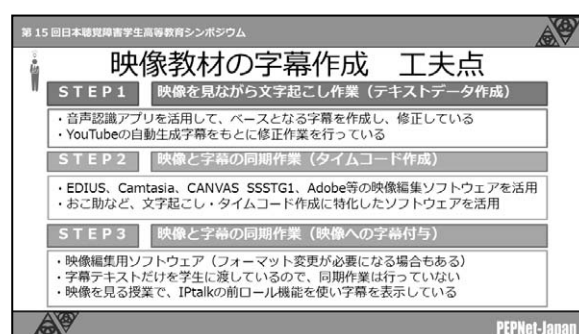 第15回日本聴覚障害学生高等教育シンポジウム
映像教材の字幕作成 工夫点
STEP1 映像を見ながら文字起こし作業（テキストデータ作成）
・音声認識アプリを活用して、ベースとなる字幕を作成し、修正している
・YouTubeの自動生成字幕をもとに修正作業を行っている
STEP2 映像と字幕の同期作業（タイムコード作成）
・EDIUS、Camtasia、CANVAS SSSTG1、Adobe等の映像編集ソフトウェアを活用
・おこ助など、文字起こし・タイムコード作成に特化したソフトウェアを活用
STEP3 映像と字幕の同期作業（映像への字幕付与）
・映像編集用ソフトウェア（フォーマット変更が必要になる場合もある）
・字幕テキストだけを学生に渡しているので、同期作業は行っていない
・映像を見る授業で、IPtalkの前ロール機能を使い字幕を表示している
PEPNet-Japan